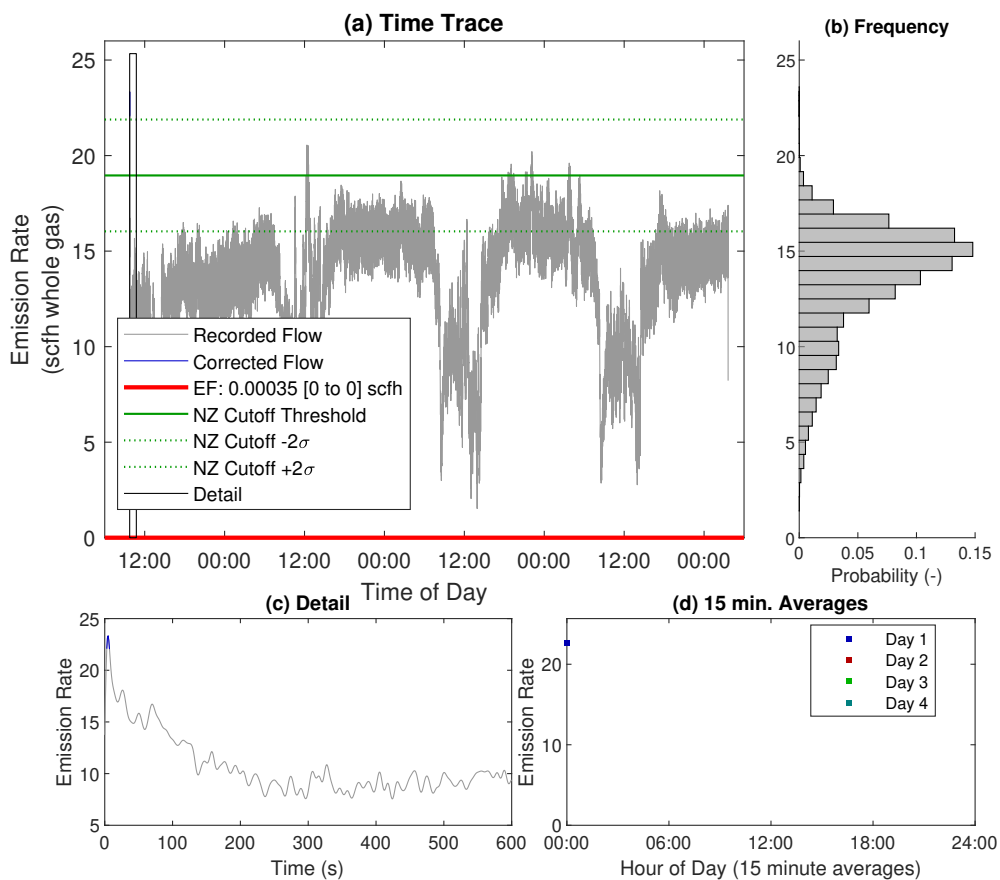 (a) Time Trace
(b) Frequency
25
20
15
10
5
0
Emission Rate
(scfh whole gas)
Recorded Flow
Corrected Flow
EF: 0.00035 [0 to 0] scfh
NZ Cutoff Threshold
NZ Cutoff -2σ
NZ Cutoff +2σ
Detail
12:00 00:00 12:00 00:00 12:00 00:00 12:00 00:00
Time of Day
25
20
15
10
5
0
0 0.05 0.1 0.15
Probability (-)
(c) Detail
25
20
15
10
5
Emission Rate
0 100 200 300 400 500 600
Time (s)
(d) 15 min. Averages
20
10
0
Emission Rate
Day 1
Day 2
Day 3
Day 4
00:00 06:00 12:00 18:00 24:00
Hour of Day (15 minute averages)